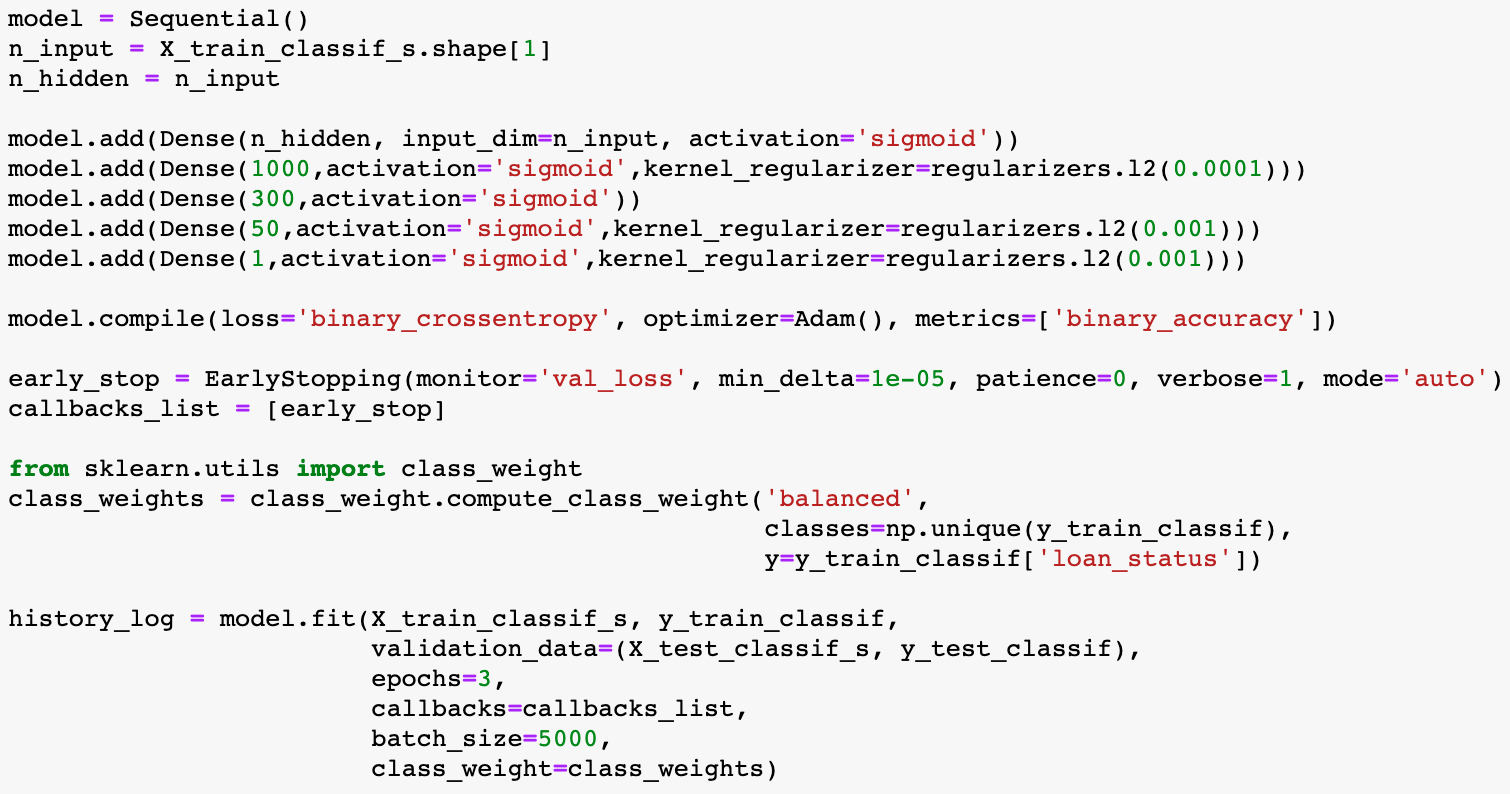 model = Sequential()
n_input = X_train_classif_s.shape[1]
n_hidden = n_input

model.add(Dense(n_hidden, input_dim=n_input, activation='sigmoid'))
model.add(Dense(1000,activation='sigmoid',kernel_regularizer=regularizers.l2(0.0001)))
model.add(Dense(300,activation='sigmoid'))
model.add(Dense(50,activation='sigmoid',kernel_regularizer=regularizers.l2(0.001)))
model.add(Dense(1,activation='sigmoid',kernel_regularizer=regularizers.l2(0.001)))

model.compile(loss='binary_crossentropy', optimizer=Adam(), metrics=['binary_accuracy'])

early_stop = EarlyStopping(monitor='val_loss', min_delta=1e-05, patience=0, verbose=1, mode='auto')
callbacks_list = [early_stop]

from sklearn.utils import class_weight
class_weights = class_weight.compute_class_weight('balanced',
                                                  classes=np.unique(y_train_classif),
                                                  y=y_train_classif['loan_status'])

history_log = model.fit(X_train_classif_s, y_train_classif,
                        validation_data=(X_test_classif_s, y_test_classif),
                        epochs=3,
                        callbacks=callbacks_list,
                        batch_size=5000,
                        class_weight=class_weights)